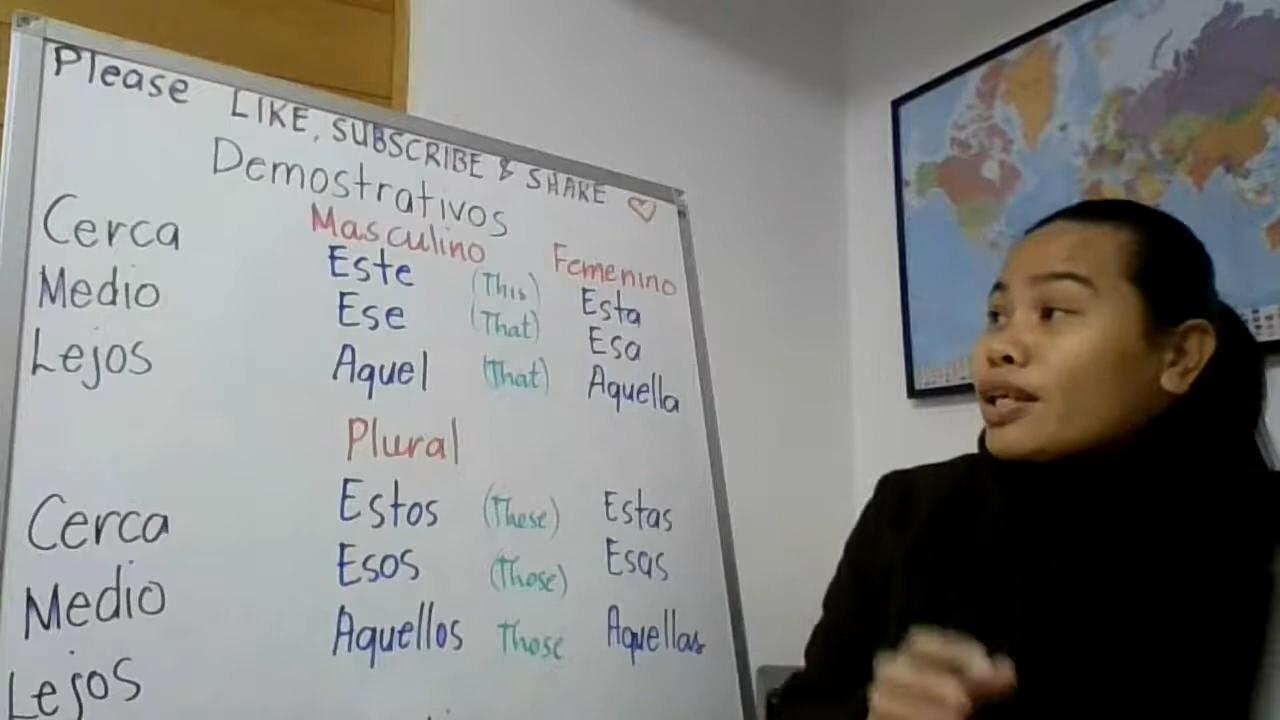 Please LIKE, SUBSCRIBE & SHARE
Demostrativos
Masculino Femenino
Cerca Este (This) Esta
Medio Ese (That) Esa
Lejos Aquel (That) Aquella
Plural
Cerca Estos (These) Estas
Medio Esos (Those) Esas
Lejos Aquellos Those Aquellas